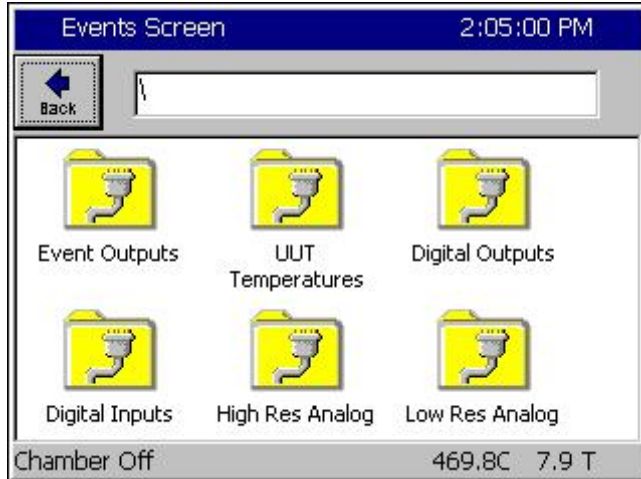 Events Screen 2:05:00 PM
Back \
Event Outputs UUT Temperatures Digital Outputs
Digital Inputs High Res Analog Low Res Analog
Chamber Off 469.8C 7.9 T